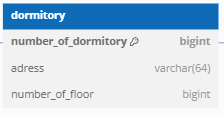 dormitory
number_of_dormitory bigint
adress varchar(64)
number_of_floor bigint